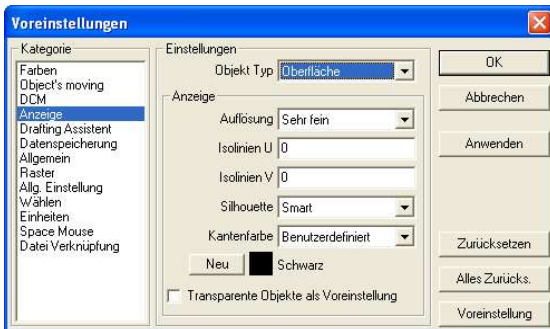 Voreinstellungen
Kategorie
Farben
Object's moving
DCM
Anzeige
Drafting Assistent
Datenspeicherung
Allgemein
Raster
Allg. Einstellung
Wählen
Einheiten
Space Mouse
Datei Verknüpfung
Einstellungen
Objekt Typ Oberfläche
Anzeige
Auflösung Sehr fein
Isolinien U 0
Isolinien V 0
Silhouette Smart
Kantenfarbe Benutzerdefiniert
Neu Schwarz
Transparente Objekte als Voreinstellung
OK
Abbrechen
Anwenden
Zurücksetzen
Alles Zurücks.
Voreinstellung